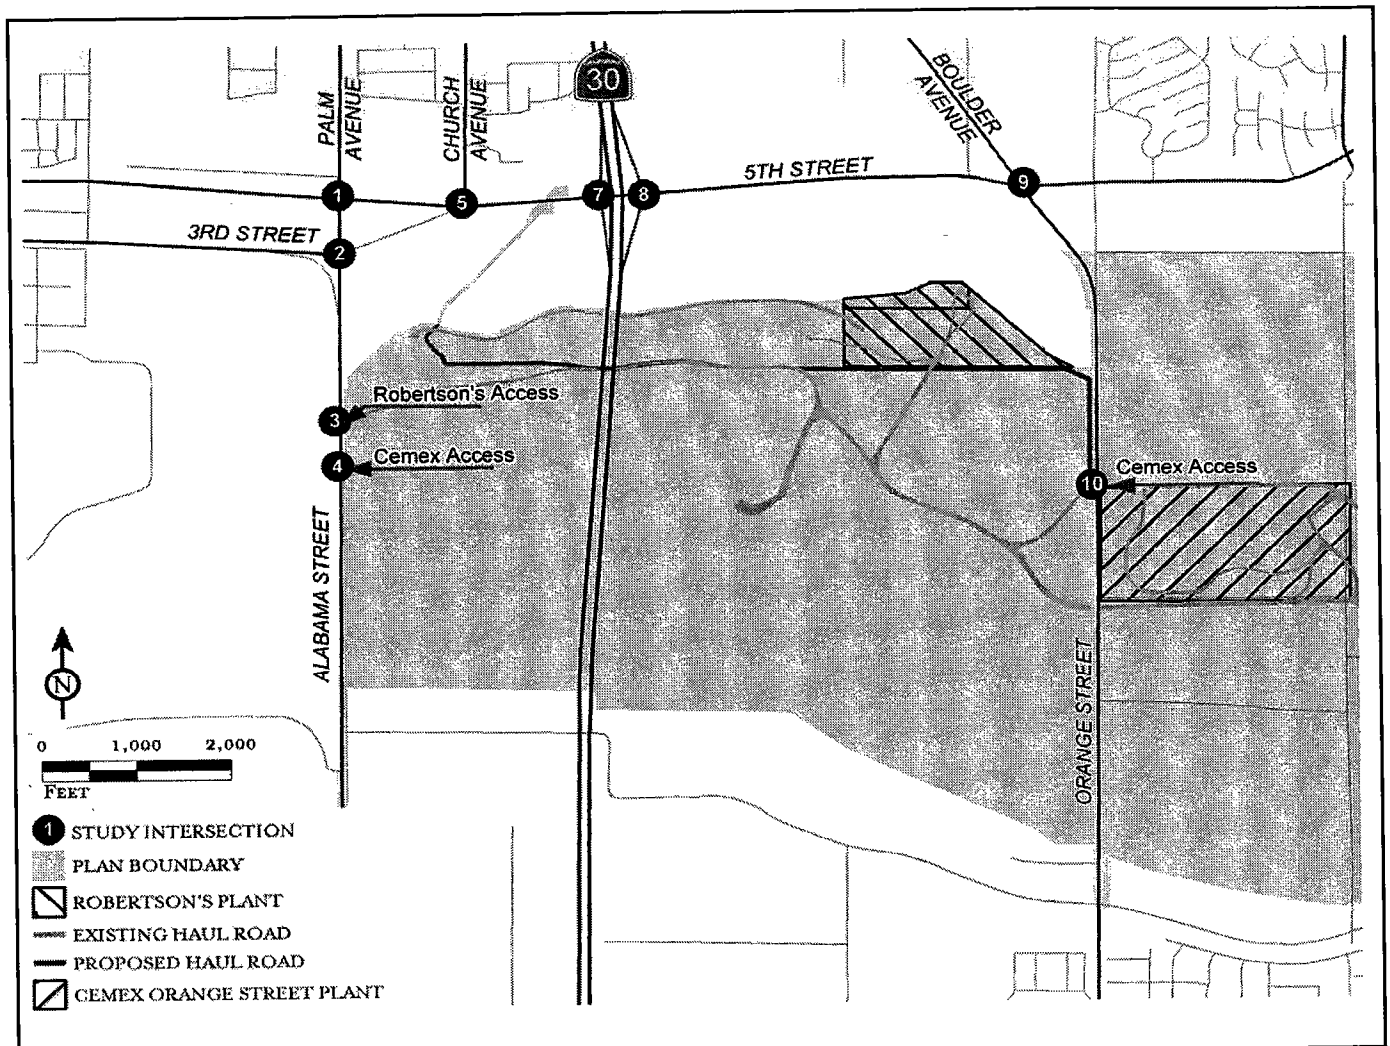 30
PALM
AVENUE
CHURCH
AVENUE
BOULDER
AVENUE
5TH STREET
1
5
7
8
9
3RD STREET
2
Robertson's Access
3
Cemex Access
4
Cemex Access
10
ALABAMA STREET
ORANGE STREET
N
0 1,000 2,000
FEET
1 STUDY INTERSECTION
PLAN BOUNDARY
ROBERTSON'S PLANT
EXISTING HAUL ROAD
PROPOSED HAUL ROAD
CEMEX ORANGE STREET PLANT